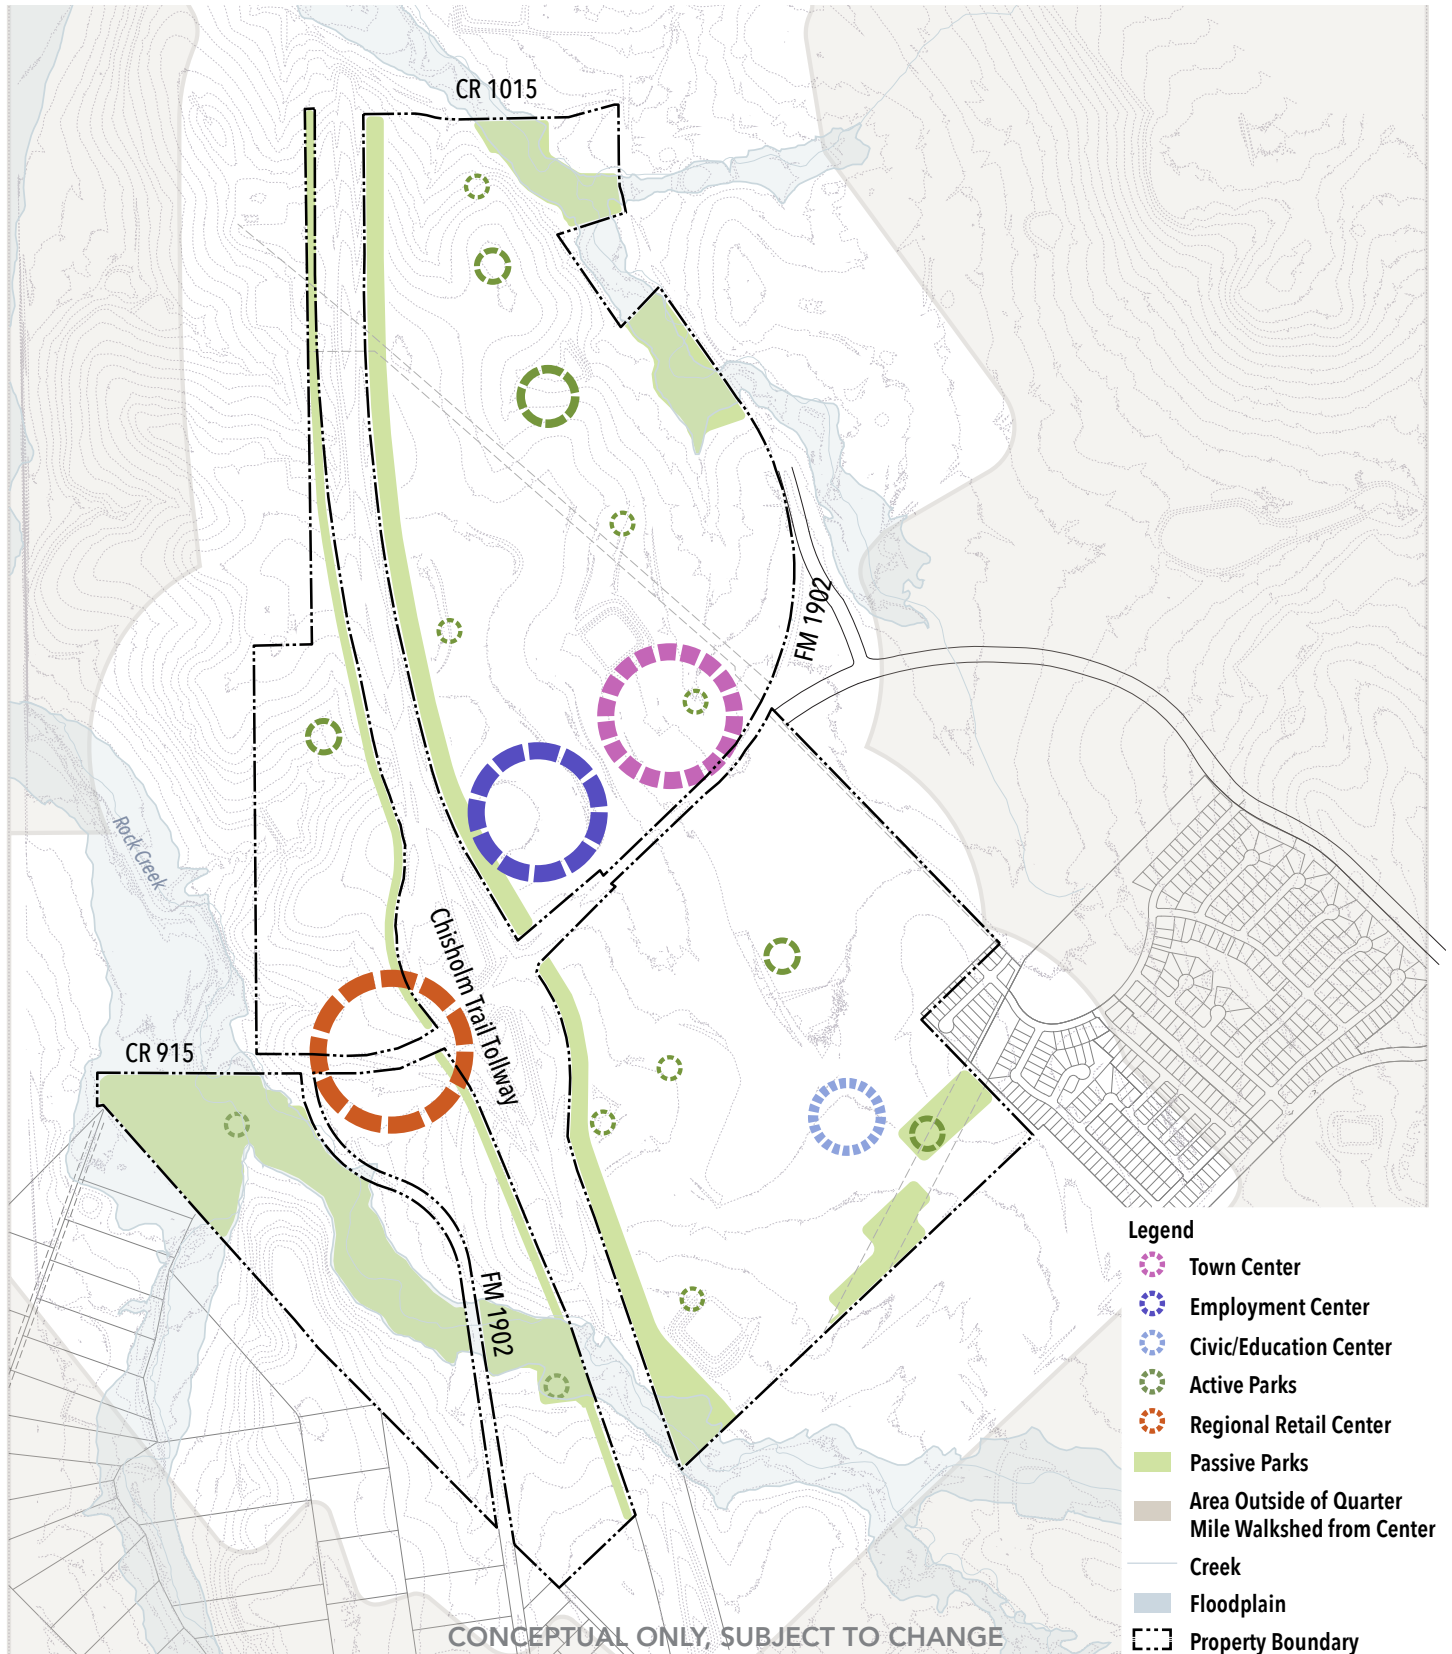 CR 1015
FM 1902
Rock Creek
Chisholm Trail Tollway
CR 915
FM 1902
Legend
Town Center
Employment Center
Civic/Education Center
Active Parks
Regional Retail Center
Passive Parks
Area Outside of Quarter
Mile Walkshed from Center
Creek
Floodplain
Property Boundary
CONCEPTUAL ONLY, SUBJECT TO CHANGE